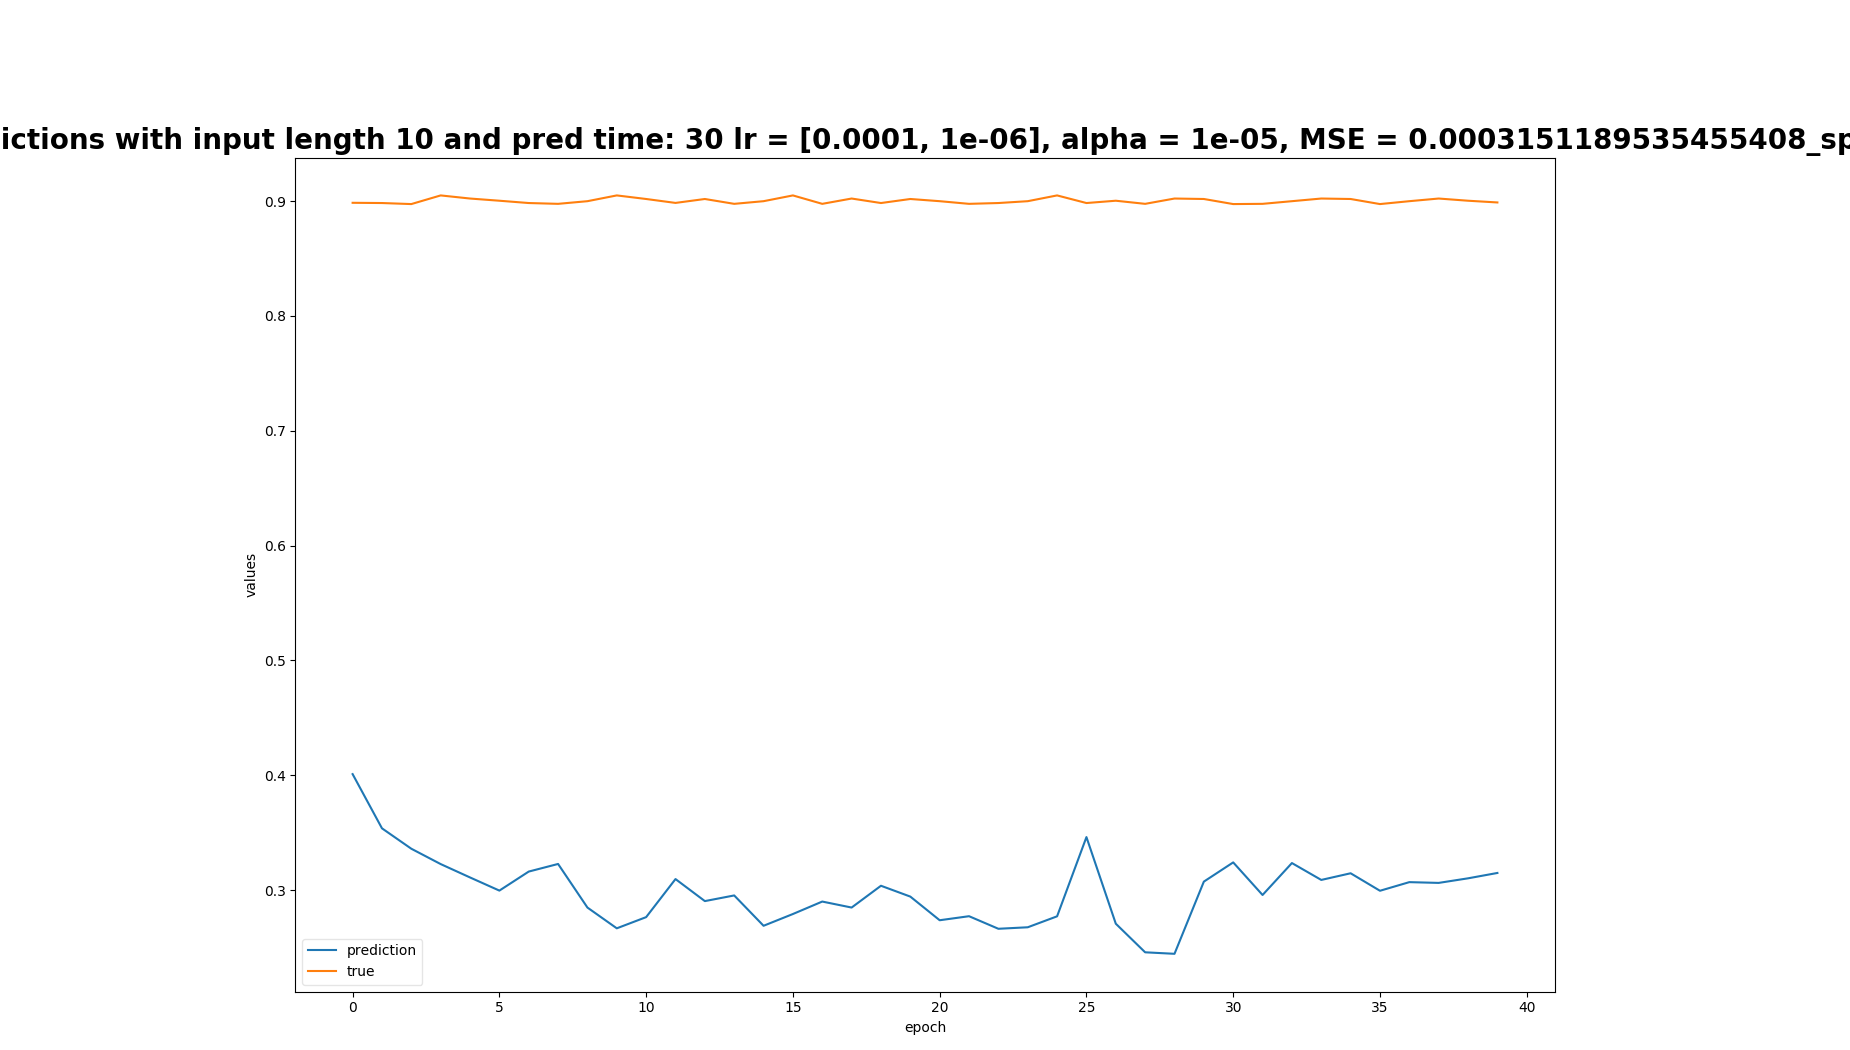 ictions with input length 10 and pred time: 30 lr = [0.0001, 1e-06], alpha = 1e-05, MSE = 0.0003151189535455408_sp
0.9
0.8
0.7
0.6
0.5
0.4
0.3
values
prediction
true
0 5 10 15 20 25 30 35 40
epoch